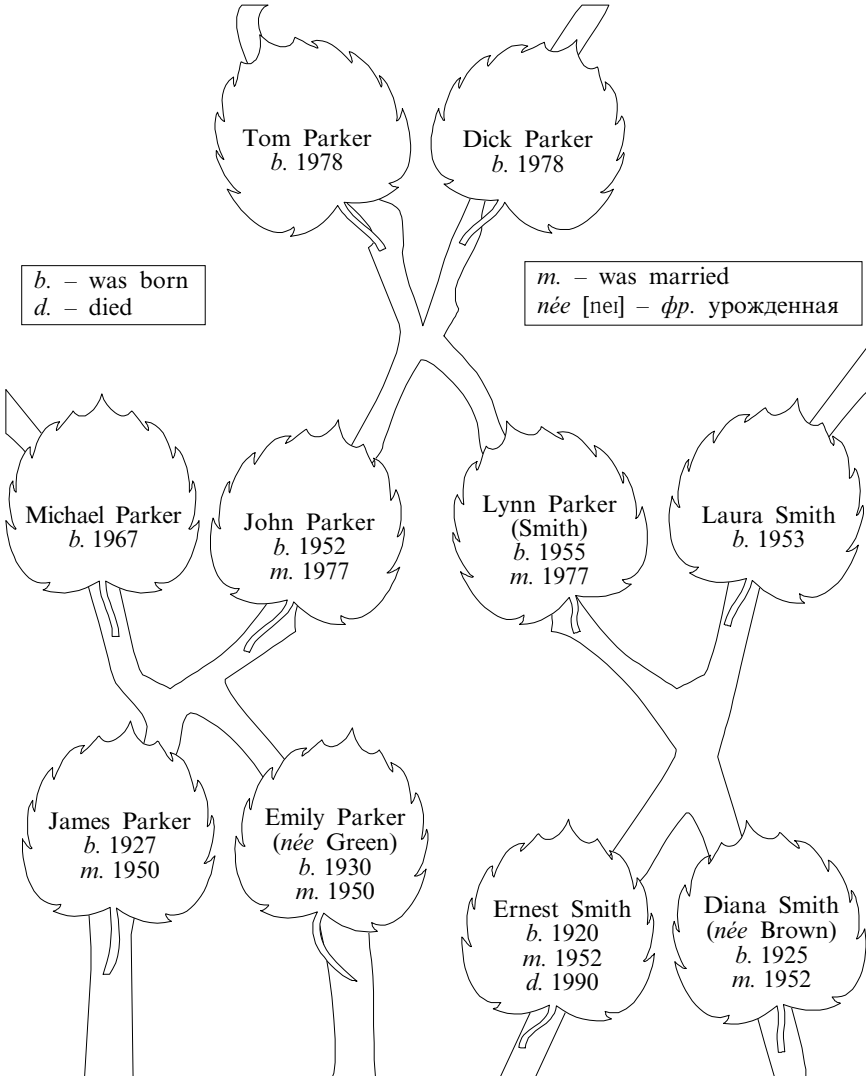 Tom Parker
b. 1978
Dick Parker
b. 1978
b. – was born
d. – died
m. – was married
née [neɪ] – фр. урожденная
Michael Parker
b. 1967
John Parker
b. 1952
m. 1977
Lynn Parker
(Smith)
b. 1955
m. 1977
Laura Smith
b. 1953
James Parker
b. 1927
m. 1950
Emily Parker
(née Green)
b. 1930
m. 1950
Ernest Smith
b. 1920
m. 1952
d. 1990
Diana Smith
(née Brown)
b. 1925
m. 1952